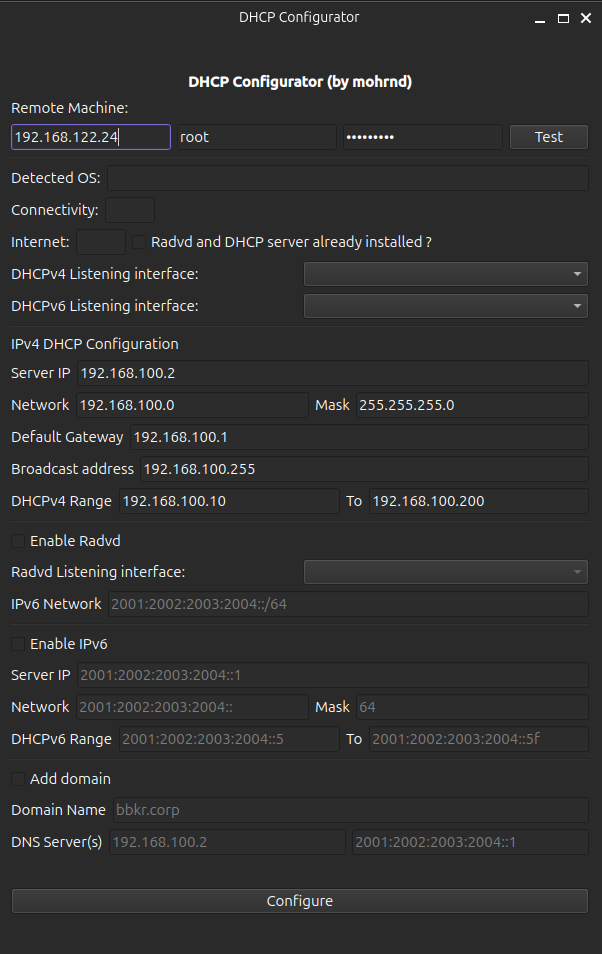 DHCP Configurator
DHCP Configurator (by mohrnd)
Remote Machine:
192.168.122.24 root ••••••••• Test
Detected OS:
Connectivity:
Internet: Radvd and DHCP server already installed ?
DHCPv4 Listening interface:
DHCPv6 Listening interface:
IPv4 DHCP Configuration
Server IP 192.168.100.2
Network 192.168.100.0 Mask 255.255.255.0
Default Gateway 192.168.100.1
Broadcast address 192.168.100.255
DHCPv4 Range 192.168.100.10 To 192.168.100.200
Enable Radvd
Radvd Listening interface:
IPv6 Network 2001:2002:2003:2004::/64
Enable IPv6
Server IP 2001:2002:2003:2004::1
Network 2001:2002:2003:2004:: Mask 64
DHCPv6 Range 2001:2002:2003:2004::5 To 2001:2002:2003:2004::5f
Add domain
Domain Name bbkr.corp
DNS Server(s) 192.168.100.2 2001:2002:2003:2004::1
Configure